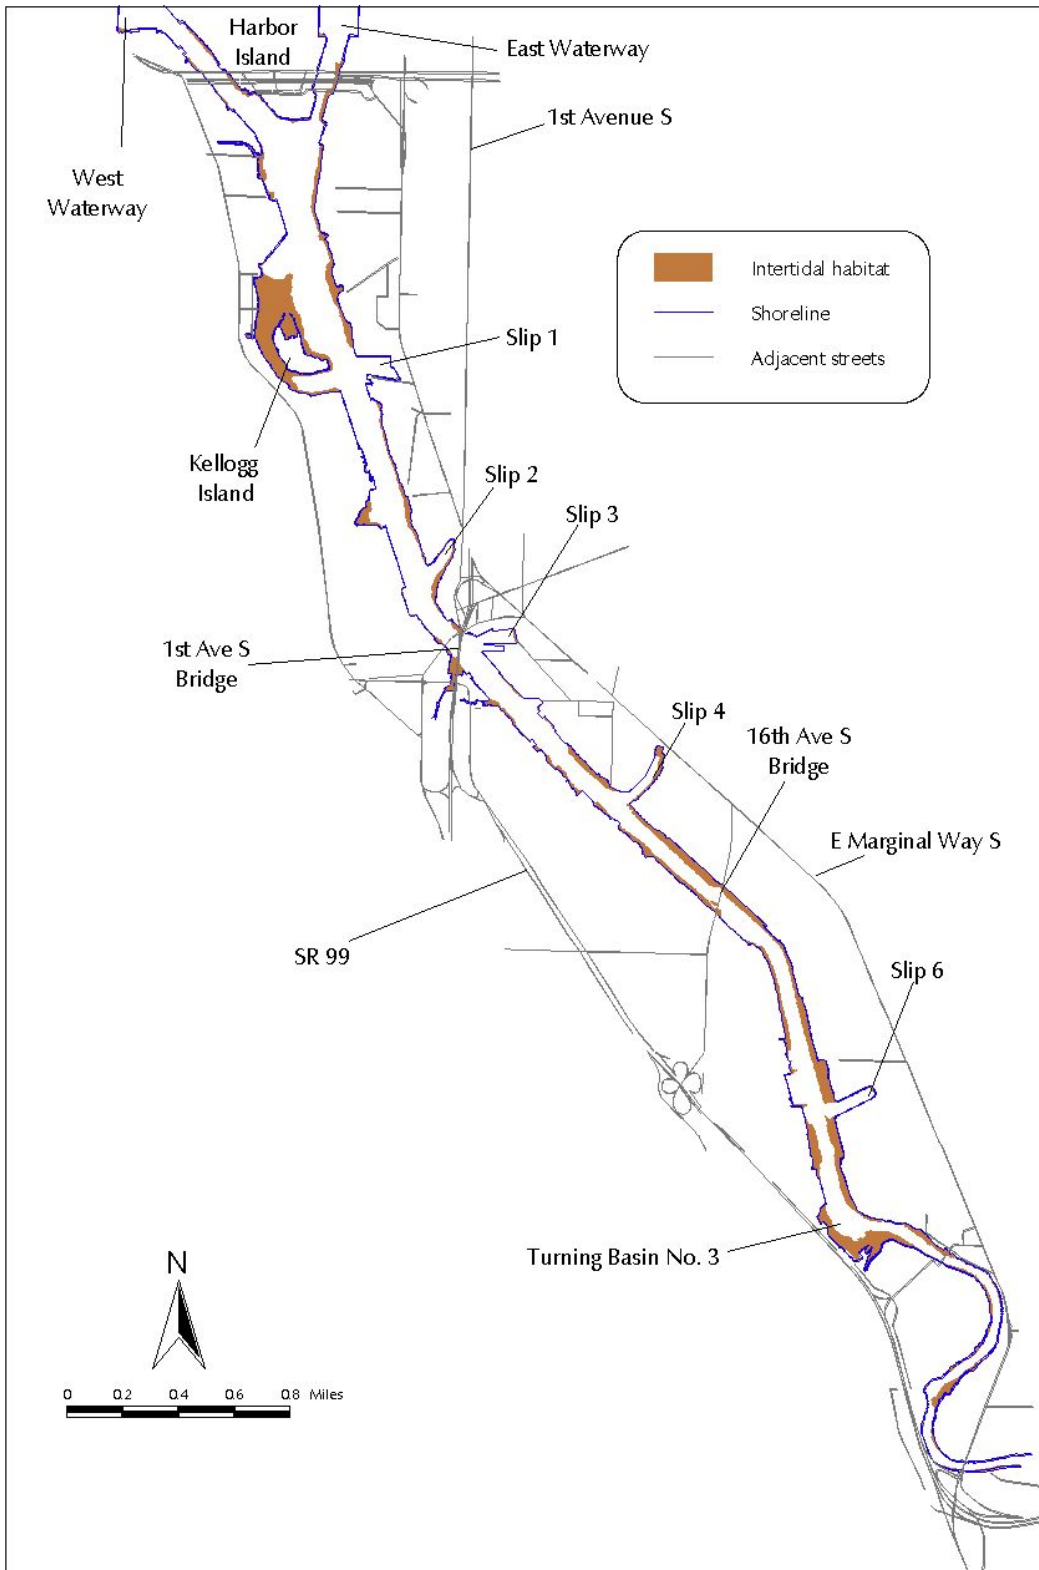 Harbor
Island
East Waterway
1st Avenue S
West
Waterway
Intertidal habitat
Shoreline
Adjacent streets
Slip 1
Kellogg
Island
Slip 2
Slip 3
1st Ave S
Bridge
Slip 4
16th Ave S
Bridge
E Marginal Way S
SR 99
Slip 6
Turning Basin No. 3
N
0 0.2 0.4 0.6 0.8 Miles